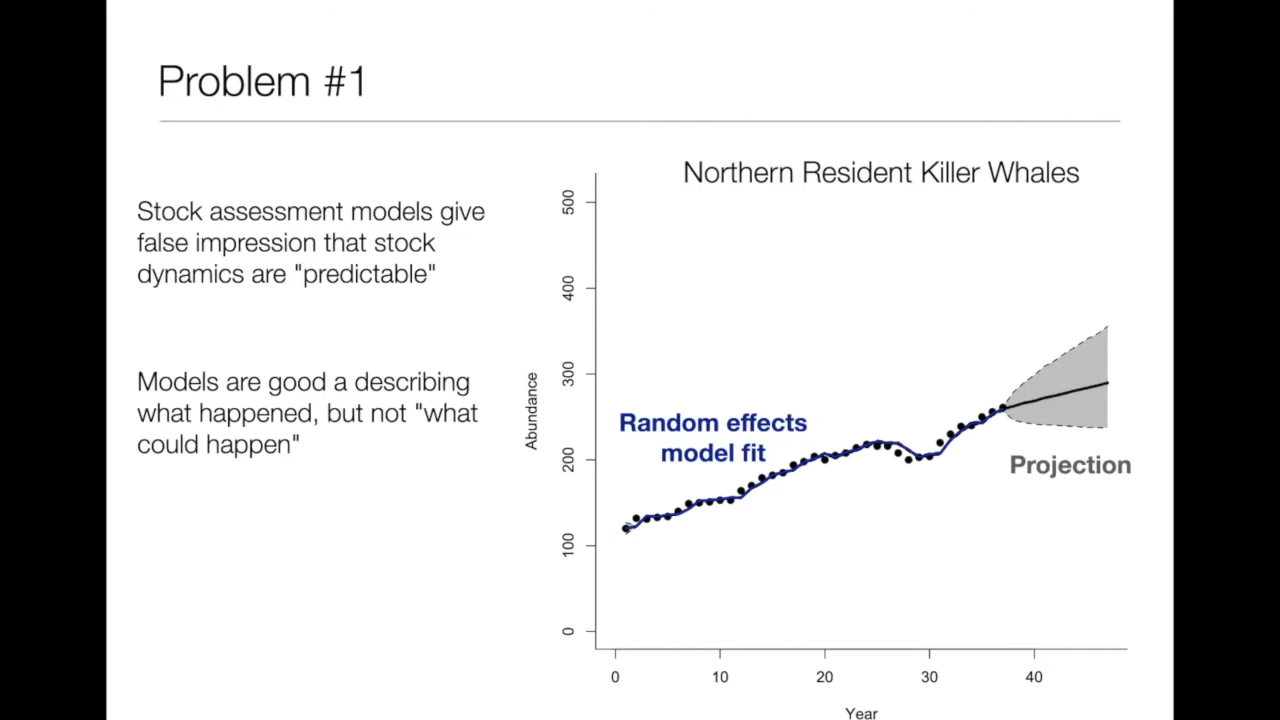 Problem #1
Stock assessment models give
false impression that stock
dynamics are "predictable"
Models are good a describing
what happened, but not "what
could happen"
Northern Resident Killer Whales
500
400
300
200
100
0
Abundance
Random effects
model fit
Projection
0 10 20 30 40
Year